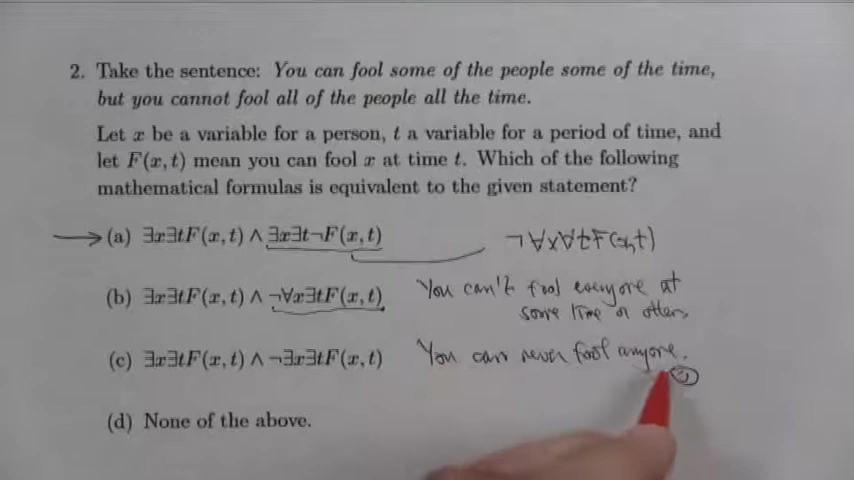 2. Take the sentence: You can fool some of the people some of the time,
but you cannot fool all of the people all the time.
Let x be a variable for a person, t a variable for a period of time, and
let F(x, t) mean you can fool x at time t. Which of the following
mathematical formulas is equivalent to the given statement?
(a) ∃x∃tF(x, t) ∧ ∃x∃t¬F(x, t) ¬∀x∀tF(x,t)
(b) ∃x∃tF(x, t) ∧ ¬∀x∃tF(x, t) You can't fool everyone at
some time or other.
(c) ∃x∃tF(x, t) ∧ ¬∃x∃tF(x, t) You can never fool anyone.
(d) None of the above.